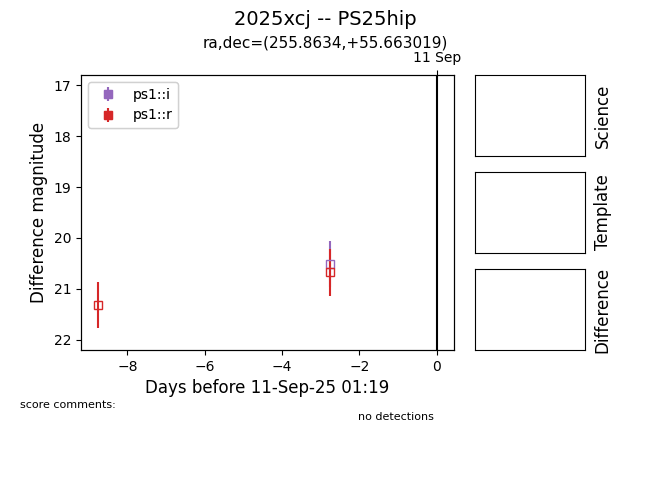 2025xcj -- PS25hip
ra,dec=(255.8634,+55.663019)
11 Sep
ps1::i
ps1::r
17
18
19
20
21
22
Difference magnitude
−8
−6
−4
−2
0
Days before 11-Sep-25 01:19
Science
Template
Difference
score comments:
no detections